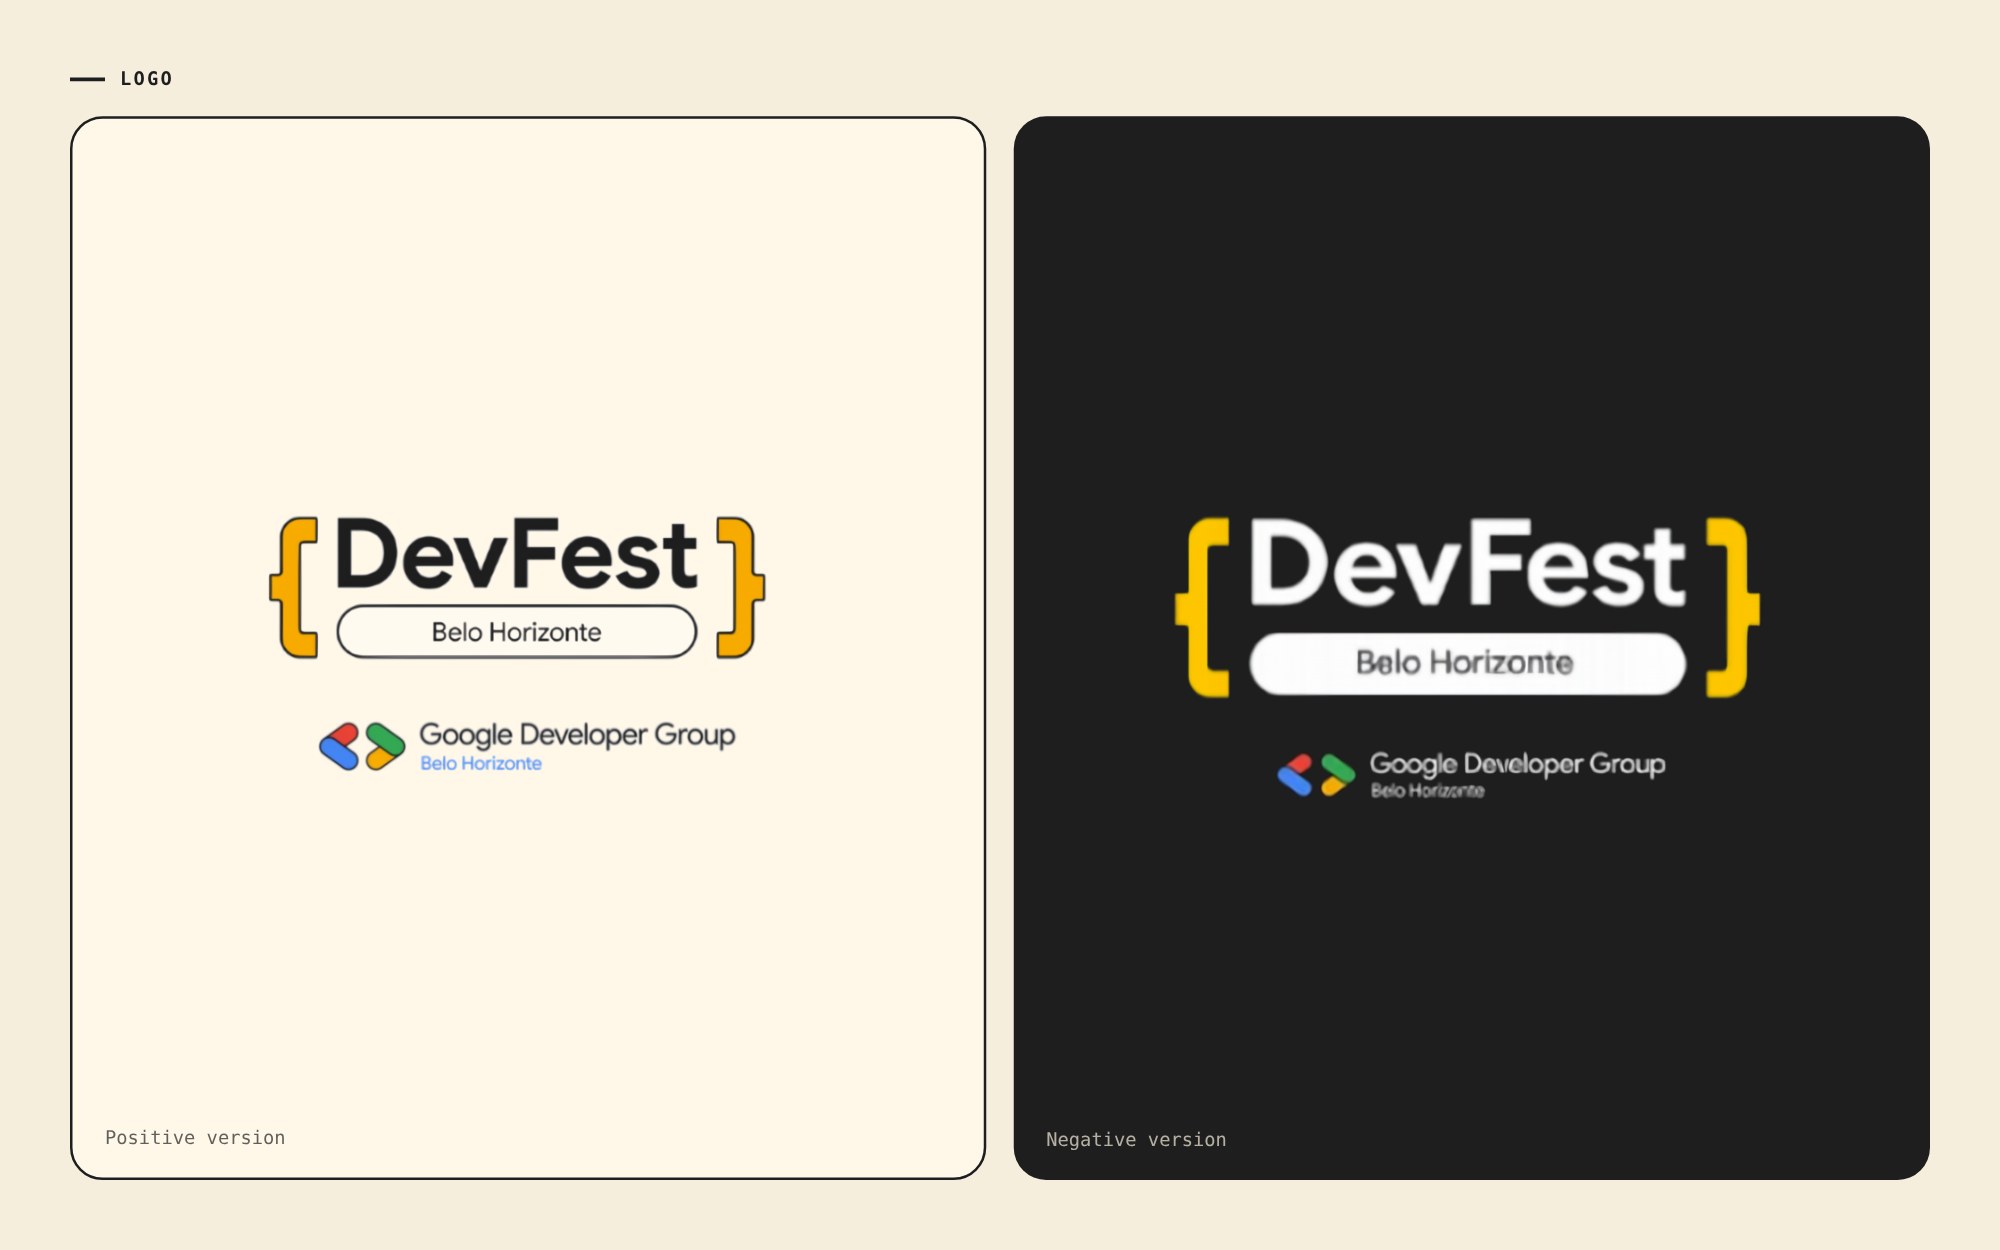 LOGO
DevFest
Belo Horizonte
Google Developer Group
Belo Horizonte
Positive version
DevFest
Belo Horizonte
Google Developer Group
Belo Horizonte
Negative version